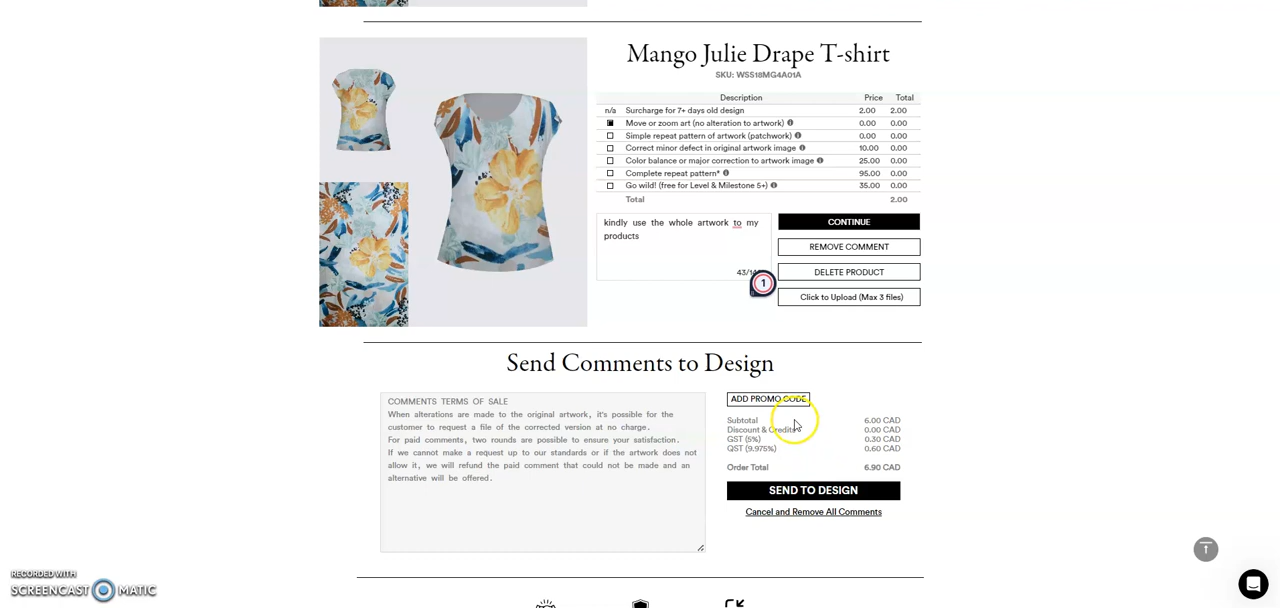 Mango Julie Drape T-shirt
SKU: WSS18MG4A01A
Description Price Total
n/a Surcharge for 7+ days old design 2.00 2.00
Move or zoom art (no alteration to artwork) 0.00 0.00
Simple repeat pattern of artwork (patchwork) 0.00 0.00
Correct minor defect in original artwork image 10.00 0.00
Color balance or major correction to artwork image 25.00 0.00
Complete repeat pattern* 95.00 0.00
Go wild! (free for Level & Milestone 5+) 35.00 0.00
Total 2.00
kindly use the whole artwork to my
products
1
CONTINUE
REMOVE COMMENT
DELETE PRODUCT
Click to Upload (Max 3 files)
Send Comments to Design
COMMENTS TERMS OF SALE
When alterations are made to the original artwork, it's possible for the
customer to request a file of the corrected version at no charge.
For paid comments, two rounds are possible to ensure your satisfaction.
If we cannot make a request up to our standards or if the artwork does not
allow it, we will refund the paid comment that could not be made and an
alternative will be offered.
ADD PROMO CODE
Subtotal 6.00 CAD
Discount & Credits 0.00 CAD
GST (5%) 0.30 CAD
QST (9.975%) 0.60 CAD
Order Total 6.90 CAD
SEND TO DESIGN
Cancel and Remove All Comments
RECORDED WITH
SCREENCAST MATIC